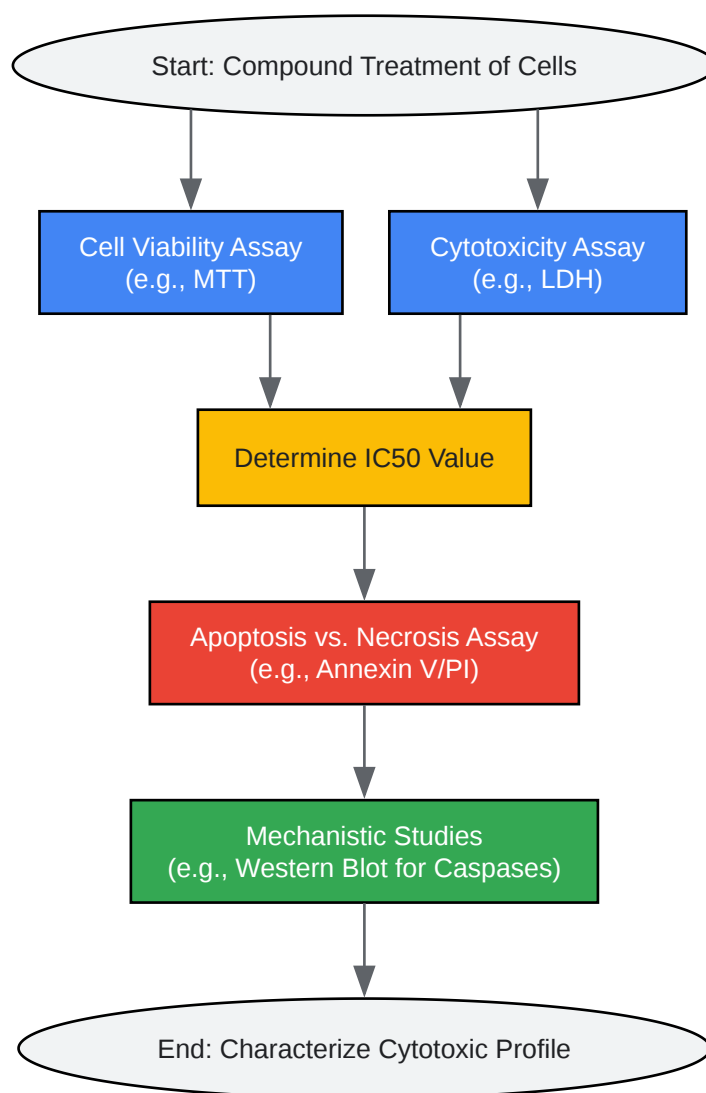 Start: Compound Treatment of Cells
Cell Viability Assay
(e.g., MTT)
Cytotoxicity Assay
(e.g., LDH)
Determine IC50 Value
Apoptosis vs. Necrosis Assay
(e.g., Annexin V/PI)
Mechanistic Studies
(e.g., Western Blot for Caspases)
End: Characterize Cytotoxic Profile